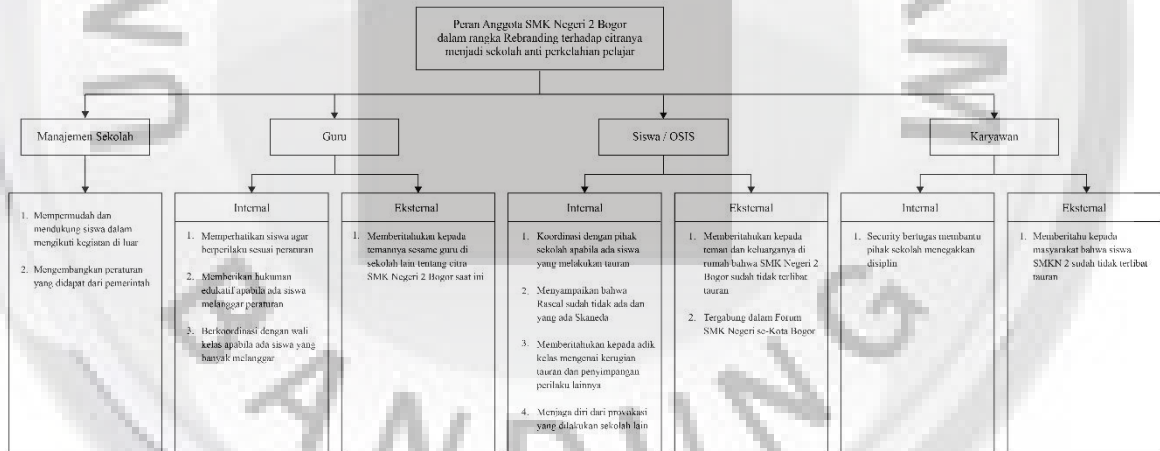 Peran Anggota SMK Negeri 2 Bogor
dalam rangka Rebranding terhadap citranya
menjadi sekolah anti perkelahian pelajar
Manajemen Sekolah
Guru
Siswa / OSIS
Karyawan
1. Mempermudah dan
mendukung siswa dalam
mengikuti kegiatan di luar
2. Mengembangkan peraturan
yang didapat dari pemerintah
Internal
1. Memperhatikan siswa agar
berperilaku sesuai peraturan
2. Memberikan hukuman
edukatif apabila ada siswa
melanggar peraturan
3. Berkoordinasi dengan wali
kelas apabila ada siswa yang
banyak melanggar
Eksternal
1. Memberitahukan kepada
temannya sesame guru di
sekolah lain tentang citra
SMK Negeri 2 Bogor saat ini
Internal
1. Koordinasi dengan pihak
sekolah apabila ada siswa
yang melakukan tauran
2. Menyampaikan bahwa
Rascal sudah tidak ada dan
yang ada Skaneda
3. Memberitahukan kepada adik
kelas mengenai kerugian
tauran dan penyimpangan
perilaku lainnya
4. Menjaga diri dari provokasi
yang dilakukan sekolah lain
Eksternal
1. Memberitahukan kepada
teman dan keluarganya di
rumah bahwa SMK Negeri 2
Bogor sudah tidak terlibat
tauran
2. Tergabung dalam Forum
SMK Negeri se-Kota Bogor
Internal
1. Security bertugas membantu
pihak sekolah menegakkan
disiplin
Eksternal
1. Memberitahu kepada
masyarakat bahwa siswa
SMKN 2 sudah tidak terlibat
tauran